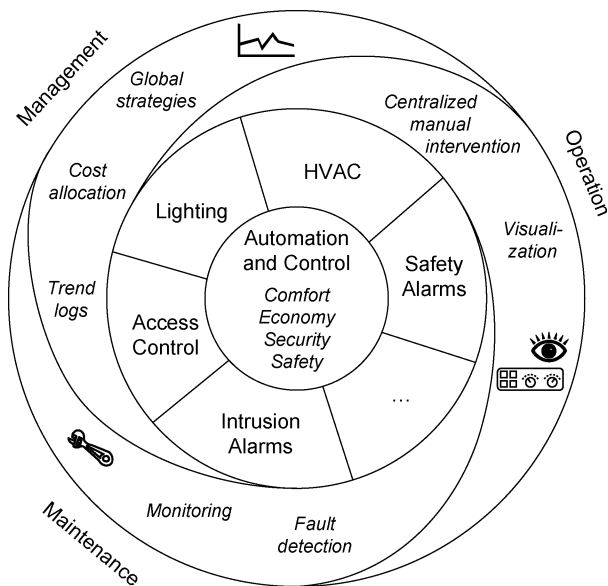 Management
Global
strategies
Cost
allocation
Trend
logs
Centralized
manual
intervention
Operation
Visuali-
zation
HVAC
Lighting
Automation
and Control
Comfort
Economy
Security
Safety
Safety
Alarms
Access
Control
Intrusion
Alarms
...
Monitoring
Fault
detection
Maintenance